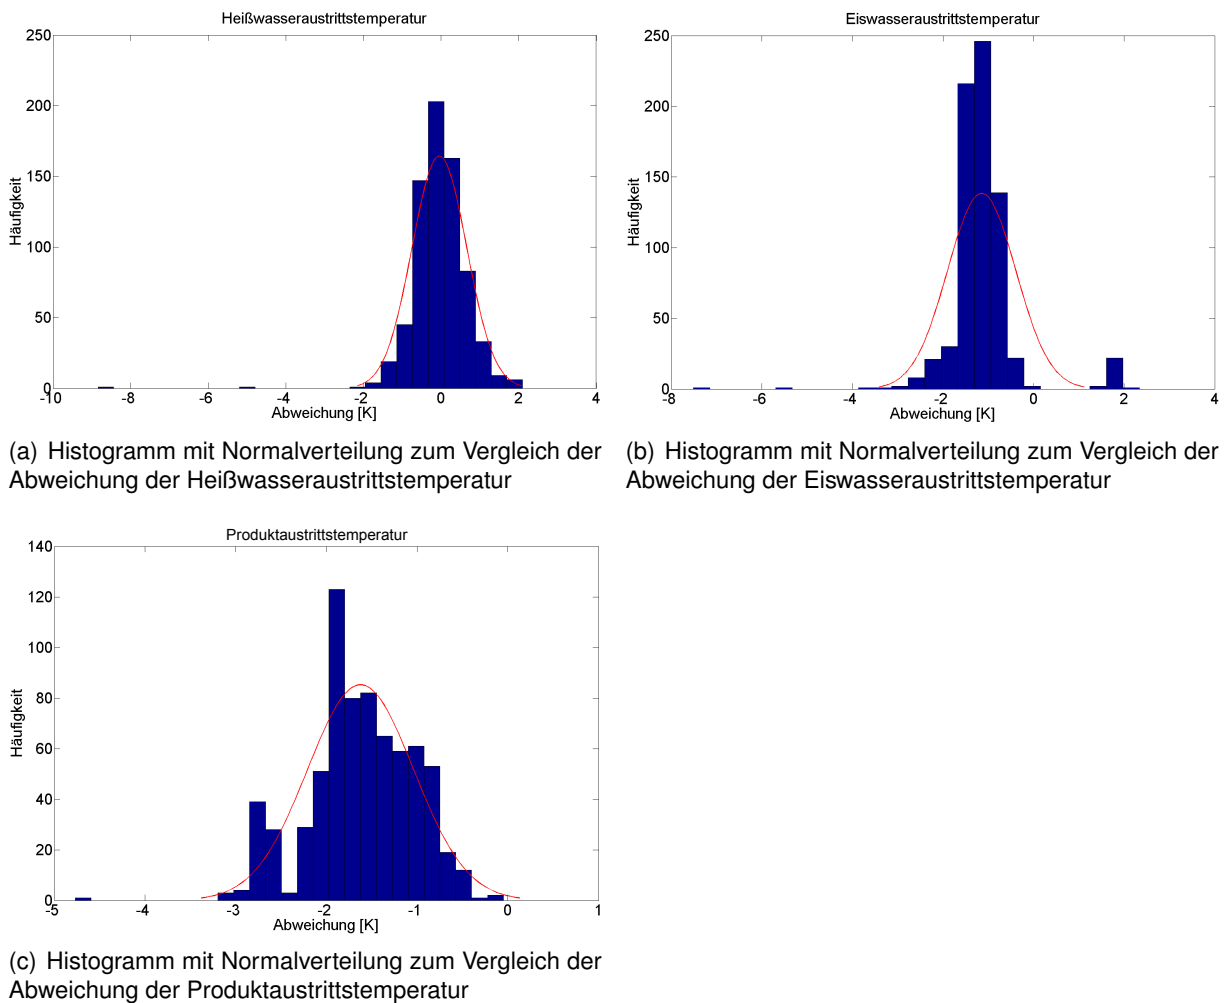 Heißwasseraustrittstemperatur
250
200
150
100
50
0
Häufigkeit
-10
-8
-6
-4
-2
0
2
4
Abweichung [K]
(a) Histogramm mit Normalverteilung zum Vergleich der
Abweichung der Heißwasseraustrittstemperatur
Eiswasseraustrittstemperatur
250
200
150
100
50
0
Häufigkeit
-8
-6
-4
-2
0
2
4
Abweichung [K]
(b) Histogramm mit Normalverteilung zum Vergleich der
Abweichung der Eiswasseraustrittstemperatur
Produktaustrittstemperatur
140
120
100
80
60
40
20
0
Häufigkeit
-5
-4
-3
-2
-1
0
1
Abweichung [K]
(c) Histogramm mit Normalverteilung zum Vergleich der
Abweichung der Produktaustrittstemperatur